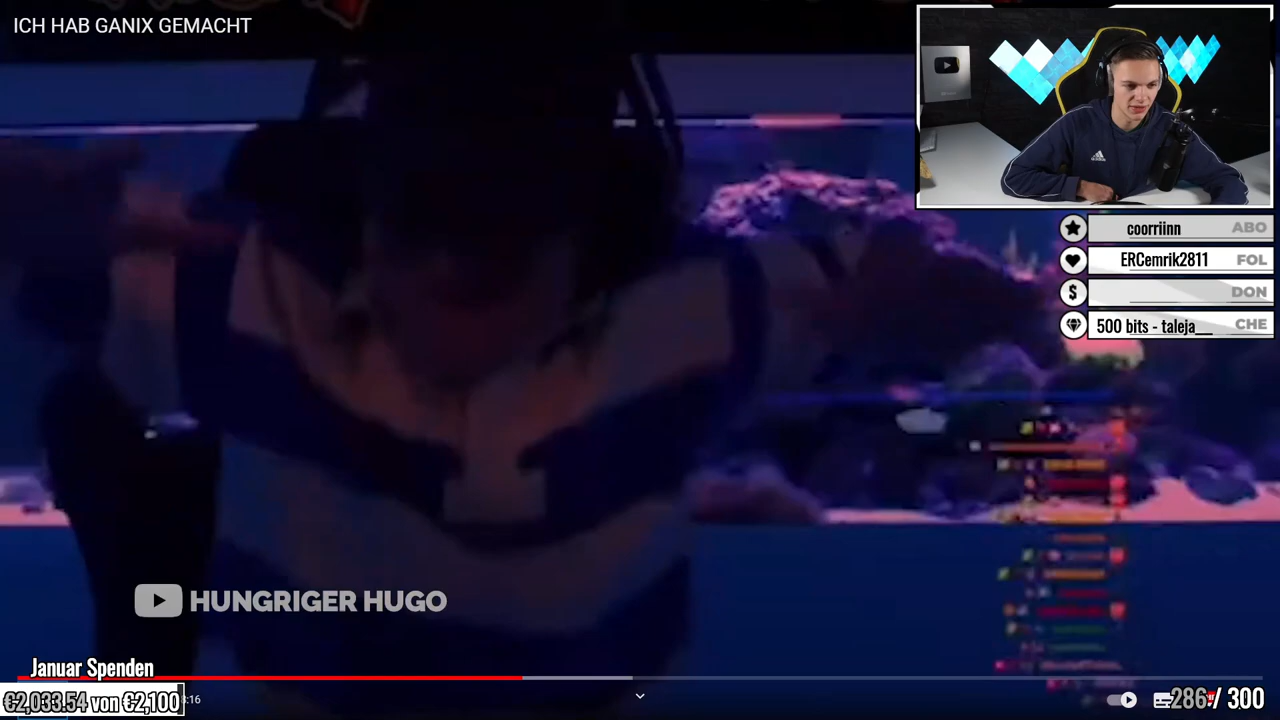 ICH HAB GANIX GEMACHT
coorriinn ABO
ERCemrik2811 FOL
DON
500 bits - taleja__ CHE
HUNGRIGER HUGO
Januar Spenden
€2,033.54 von €2,100
:16
286 / 300